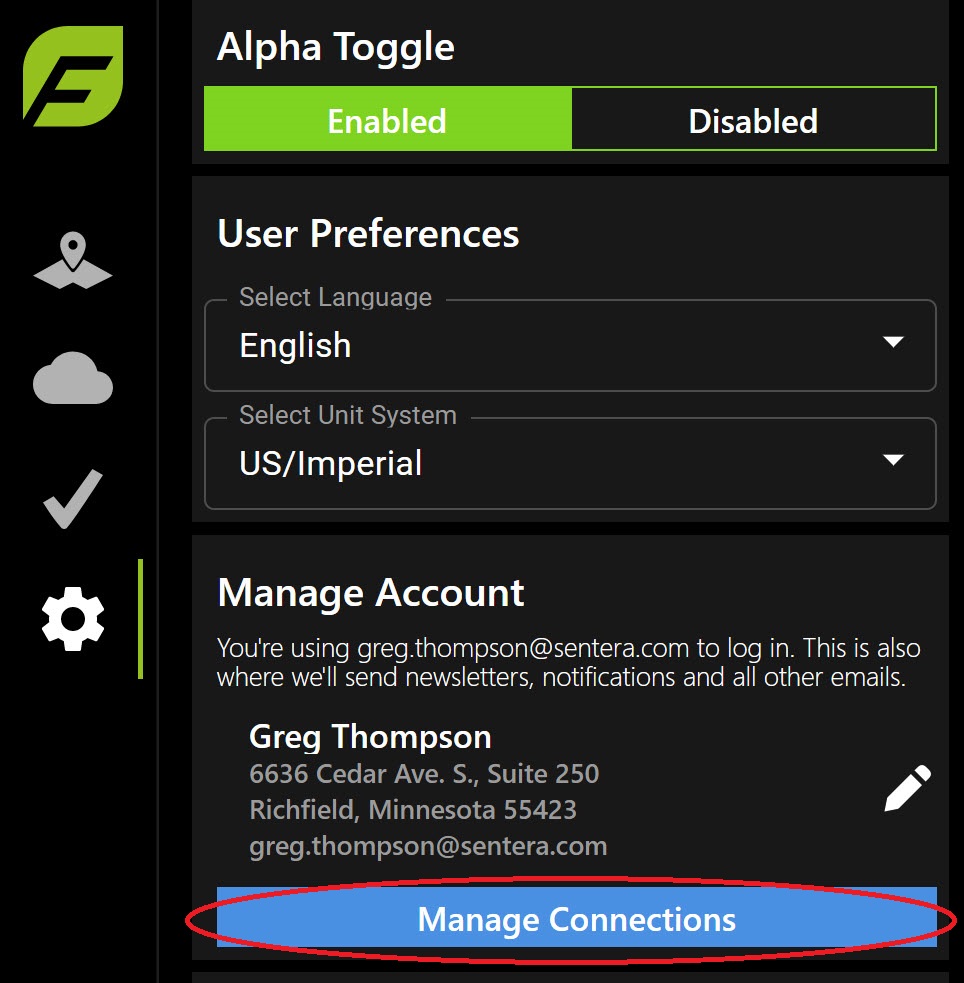 Alpha Toggle
Enabled
Disabled
User Preferences
Select Language
English
Select Unit System
US/Imperial
Manage Account
You're using greg.thompson@sentera.com to log in. This is also
where we'll send newsletters, notifications and all other emails.
Greg Thompson
6636 Cedar Ave. S., Suite 250
Richfield, Minnesota 55423
greg.thompson@sentera.com
Manage Connections